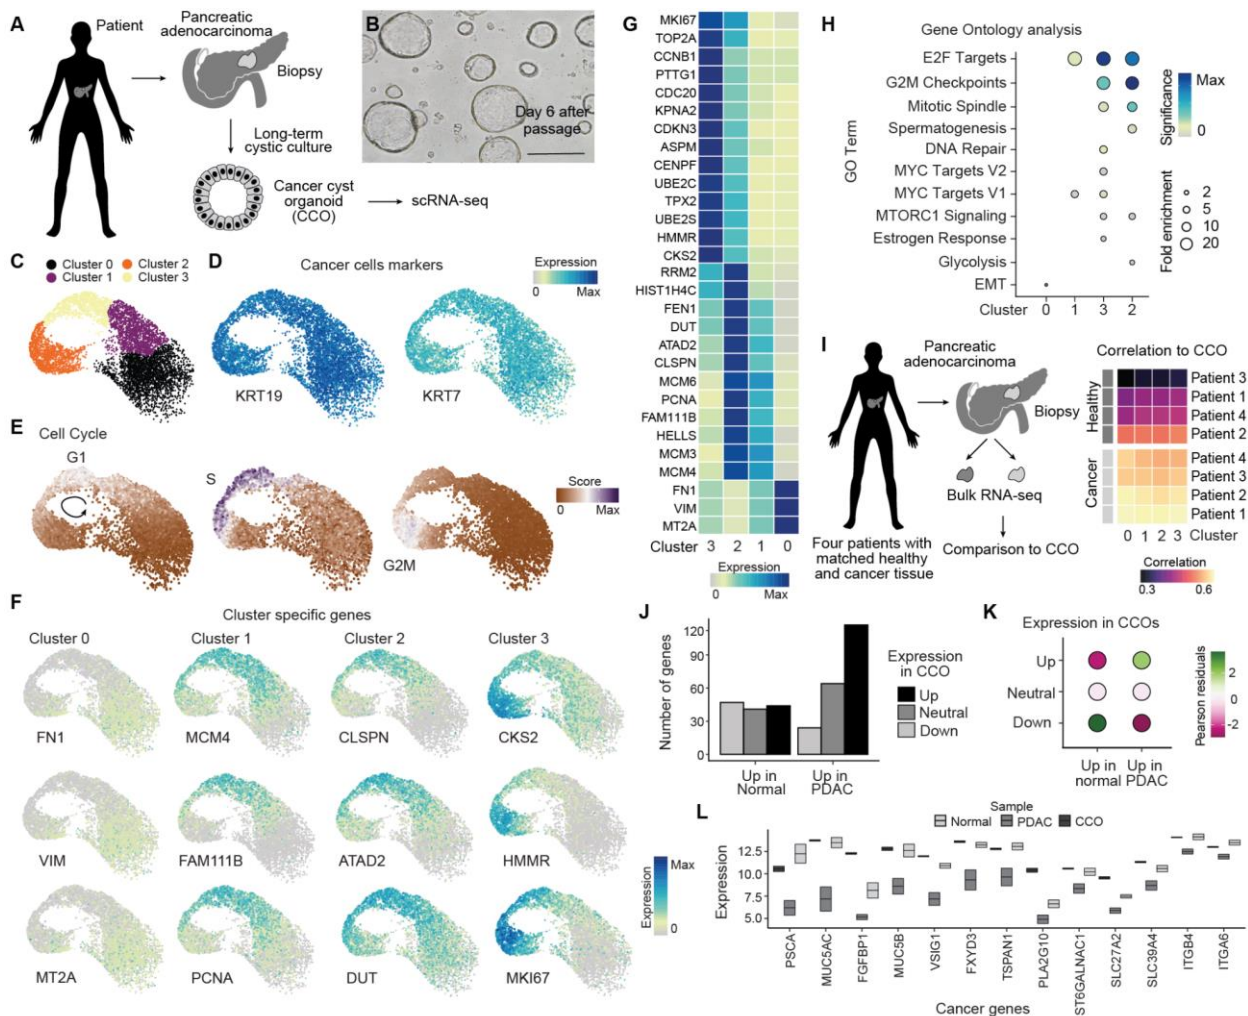 A
Patient
Pancreatic
adenocarcinoma
Biopsy
Long-term
cystic culture
Cancer cyst
organoid
(CCO)
scRNA-seq
B
Day 6 after
passage
C
Cluster 0
Cluster 2
Cluster 1
Cluster 3
D
Cancer cells markers
Expression
0 Max
KRT19
KRT7
E
Cell Cycle
G1
S
G2M
Score
0 Max
F
Cluster specific genes
Cluster 0
Cluster 1
Cluster 2
Cluster 3
FN1
MCM4
CLSPN
CKS2
VIM
FAM111B
ATAD2
HMMR
MT2A
PCNA
DUT
MKI67
Expression
Max
0
G
MKI67
TOP2A
CCNB1
PTTG1
CDC20
KPNA2
CDKN3
ASPM
CENPF
UBE2C
TPX2
UBE2S
HMMR
CKS2
RRM2
HIST1H4C
FEN1
DUT
ATAD2
CLSPN
MCM6
PCNA
FAM111B
HELLS
MCM3
MCM4
FN1
VIM
MT2A
Cluster 3 2 1 0
Expression
0 Max
H
Gene Ontology analysis
GO Term
E2F Targets
G2M Checkpoints
Mitotic Spindle
Spermatogenesis
DNA Repair
MYC Targets V2
MYC Targets V1
MTORC1 Signaling
Estrogen Response
Glycolysis
EMT
Cluster 0 1 3 2
Significance
Max
0
Fold enrichment
2
5
10
20
I
Pancreatic
adenocarcinoma
Biopsy
Bulk RNA-seq
Comparison to CCO
Four patients with
matched healthy
and cancer tissue
Correlation to CCO
Healthy
Patient 3
Patient 1
Patient 4
Patient 2
Cancer
Patient 4
Patient 3
Patient 2
Patient 1
0 1 2 3 Cluster
Correlation
0.3 0.6
J
Number of genes
120
90
60
30
0
Up in
Normal
Up in
PDAC
Expression
in CCO
Up
Neutral
Down
K
Expression in CCOs
Up
Neutral
Down
Up in
normal
Up in
PDAC
Pearson residuals
2
0
-2
L
Sample
Normal PDAC CCO
Expression
12.5
10.0
7.5
5.0
PSCA
MUC5AC
FGFBP1
MUC5B
VSIG1
FXYD3
TSPAN1
PLA2G10
ST6GALNAC1
SLC27A2
SLC39A4
ITGB4
ITGA6
Cancer genes